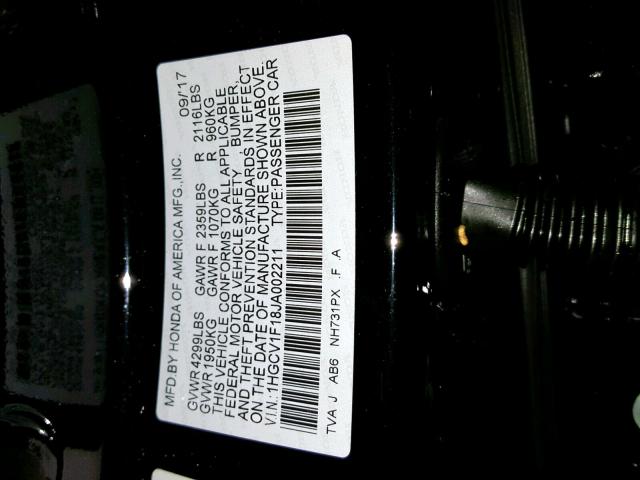 MFD.BY HONDA OF AMERICA MFG.,INC. 09/'17
GVWR 4299LBS GAWR F 2359LBS R 2116LBS
GVWR 1950KG GAWR F 1070KG R 960KG
THIS VEHICLE CONFORMS TO ALL APPLICABLE
FEDERAL MOTOR VEHICLE SAFETY , BUMPER,
AND THEFT PREVENTION STANDARDS IN EFFECT
ON THE DATE OF MANUFACTURE SHOWN ABOVE.
V.I.N.:1HGCV1F18JA002211 TYPE:PASSENGER CAR
TVA J AB6 NH731PX .F .A